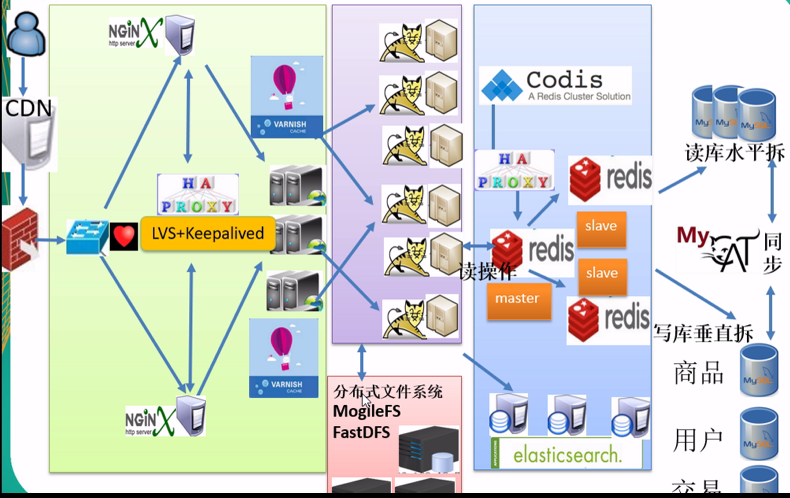 CDN
NGiNX
http server
VARNISH
CACHE
HA
PROXY
LVS+Keepalived
VARNISH
CACHE
NGiNX
http server
分布式文件系统
MogileFS
FastDFS
Codis
A Redis Cluster Solution
HA
PROXY
redis
slave
redis
读操作
slave
master
redis
elasticsearch.
MySQL
读库水平拆
MyCAT
同
步
写库垂直拆
商品
MySQL
用户
MySQL
交易